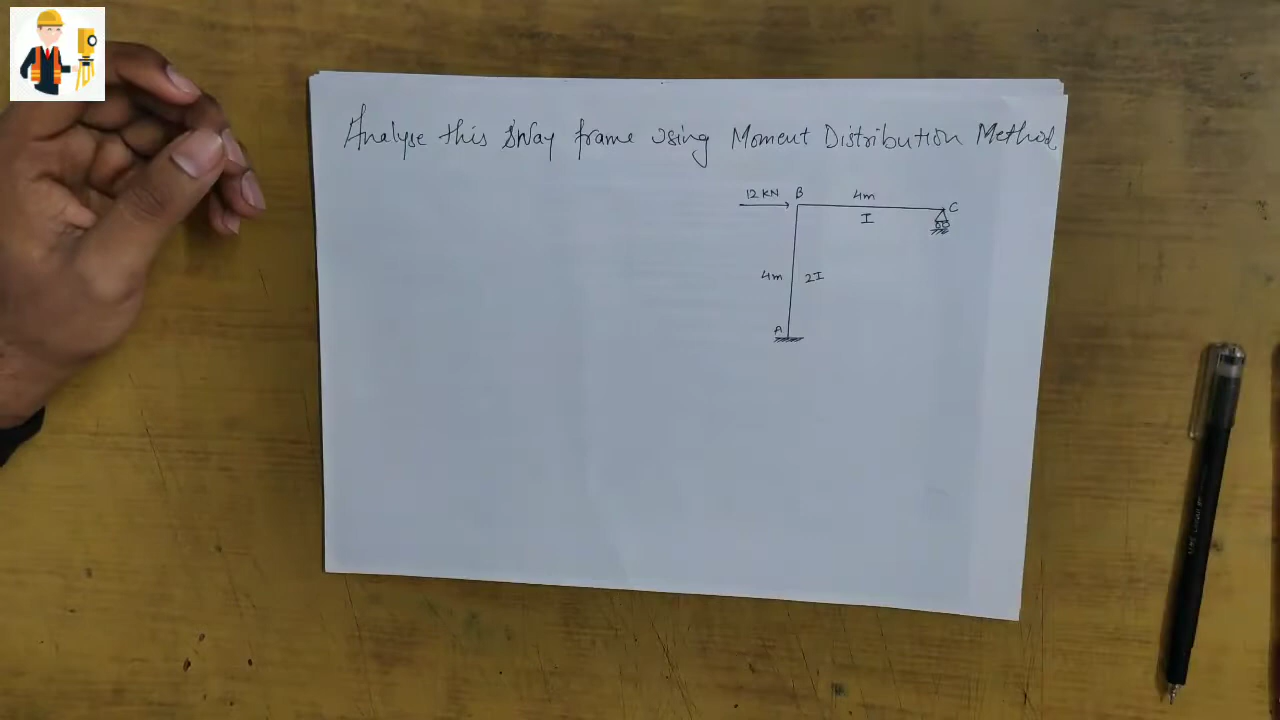 Analyse this sway frame using Moment Distribution Method
12 KN B 4m C
I
4m 2I
A